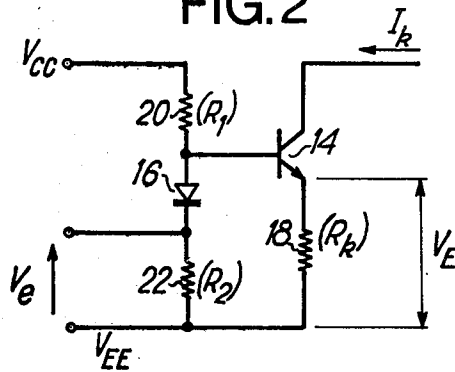 FIG. 2
I_k
V_CC
20 (R_1)
14
16
18 (R_k)
V_E
V_e
22 (R_2)
V_EE